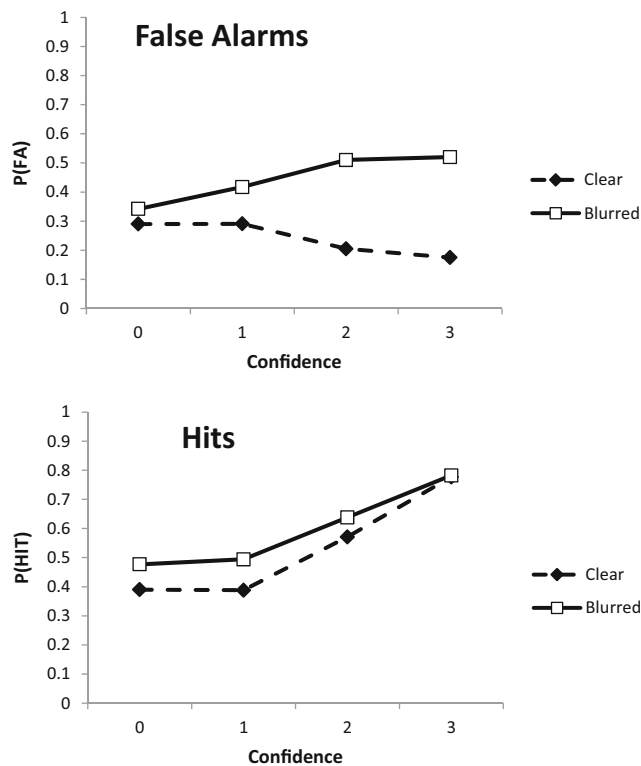 False Alarms
P(FA)
1
0.9
0.8
0.7
0.6
0.5
0.4
0.3
0.2
0.1
0
0 1 2 3
Confidence
Clear
Blurred
Hits
P(HIT)
1
0.9
0.8
0.7
0.6
0.5
0.4
0.3
0.2
0.1
0
0 1 2 3
Confidence
Clear
Blurred